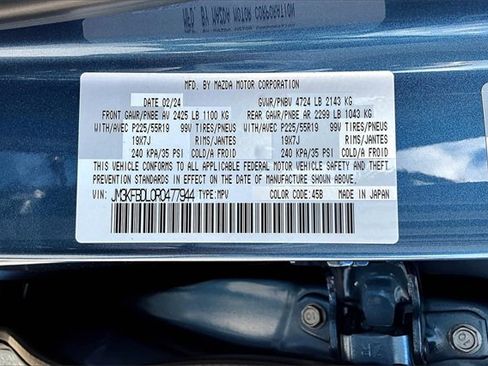 MFD. BY MAZDA MOTOR CORPORATION
DATE: 02/24 GVWR/PNBV 4724 LB 2143 KG
FRONT GAWR/PNBE AV 2425 LB 1100 KG REAR GAWR/PNBE AR 2299 LB 1043 KG
WITH/AVEC P225/55R19 99V TIRES/PNEUS WITH/AVEC P225/55R19 99V TIRES/PNEUS
19X7J RIMS/JANTES 19X7J RIMS/JANTES
240 KPA/35 PSI COLD/A FROID 240 KPA/35 PSI COLD/A FROID
THIS VEHICLE CONFORMS TO ALL APPLICABLE FEDERAL MOTOR VEHICLE SAFETY AND THEFT
PREVENTION STANDARDS IN EFFECT ON THE DATE OF MANUFACTURE SHOWN ABOVE.
VIN: JM3KFBDL0R0477944 TYPE: MPV COLOR CODE: 45B MADE IN JAPAN